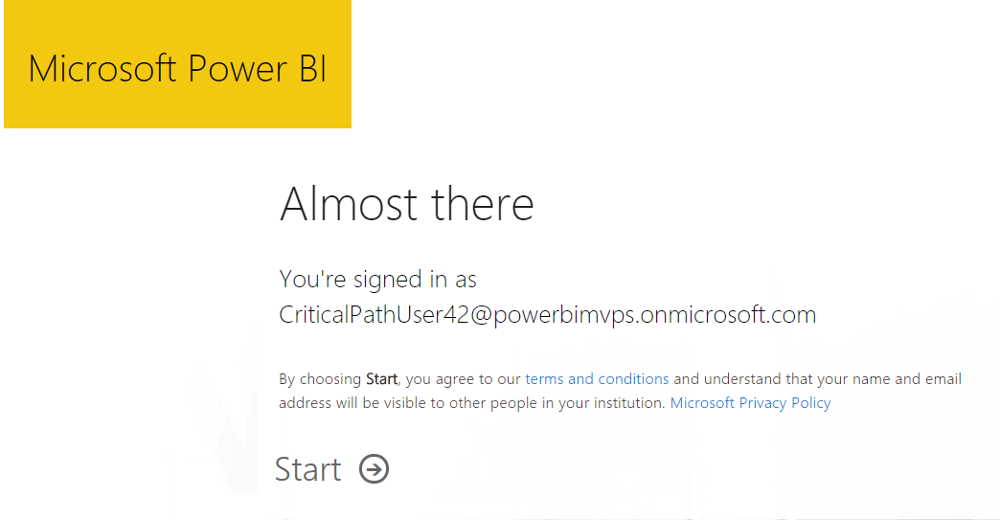 Microsoft Power BI
Almost there
You're signed in as
CriticalPathUser42@powerbimvps.onmicrosoft.com
By choosing Start, you agree to our terms and conditions and understand that your name and email
address will be visible to other people in your institution. Microsoft Privacy Policy
Start